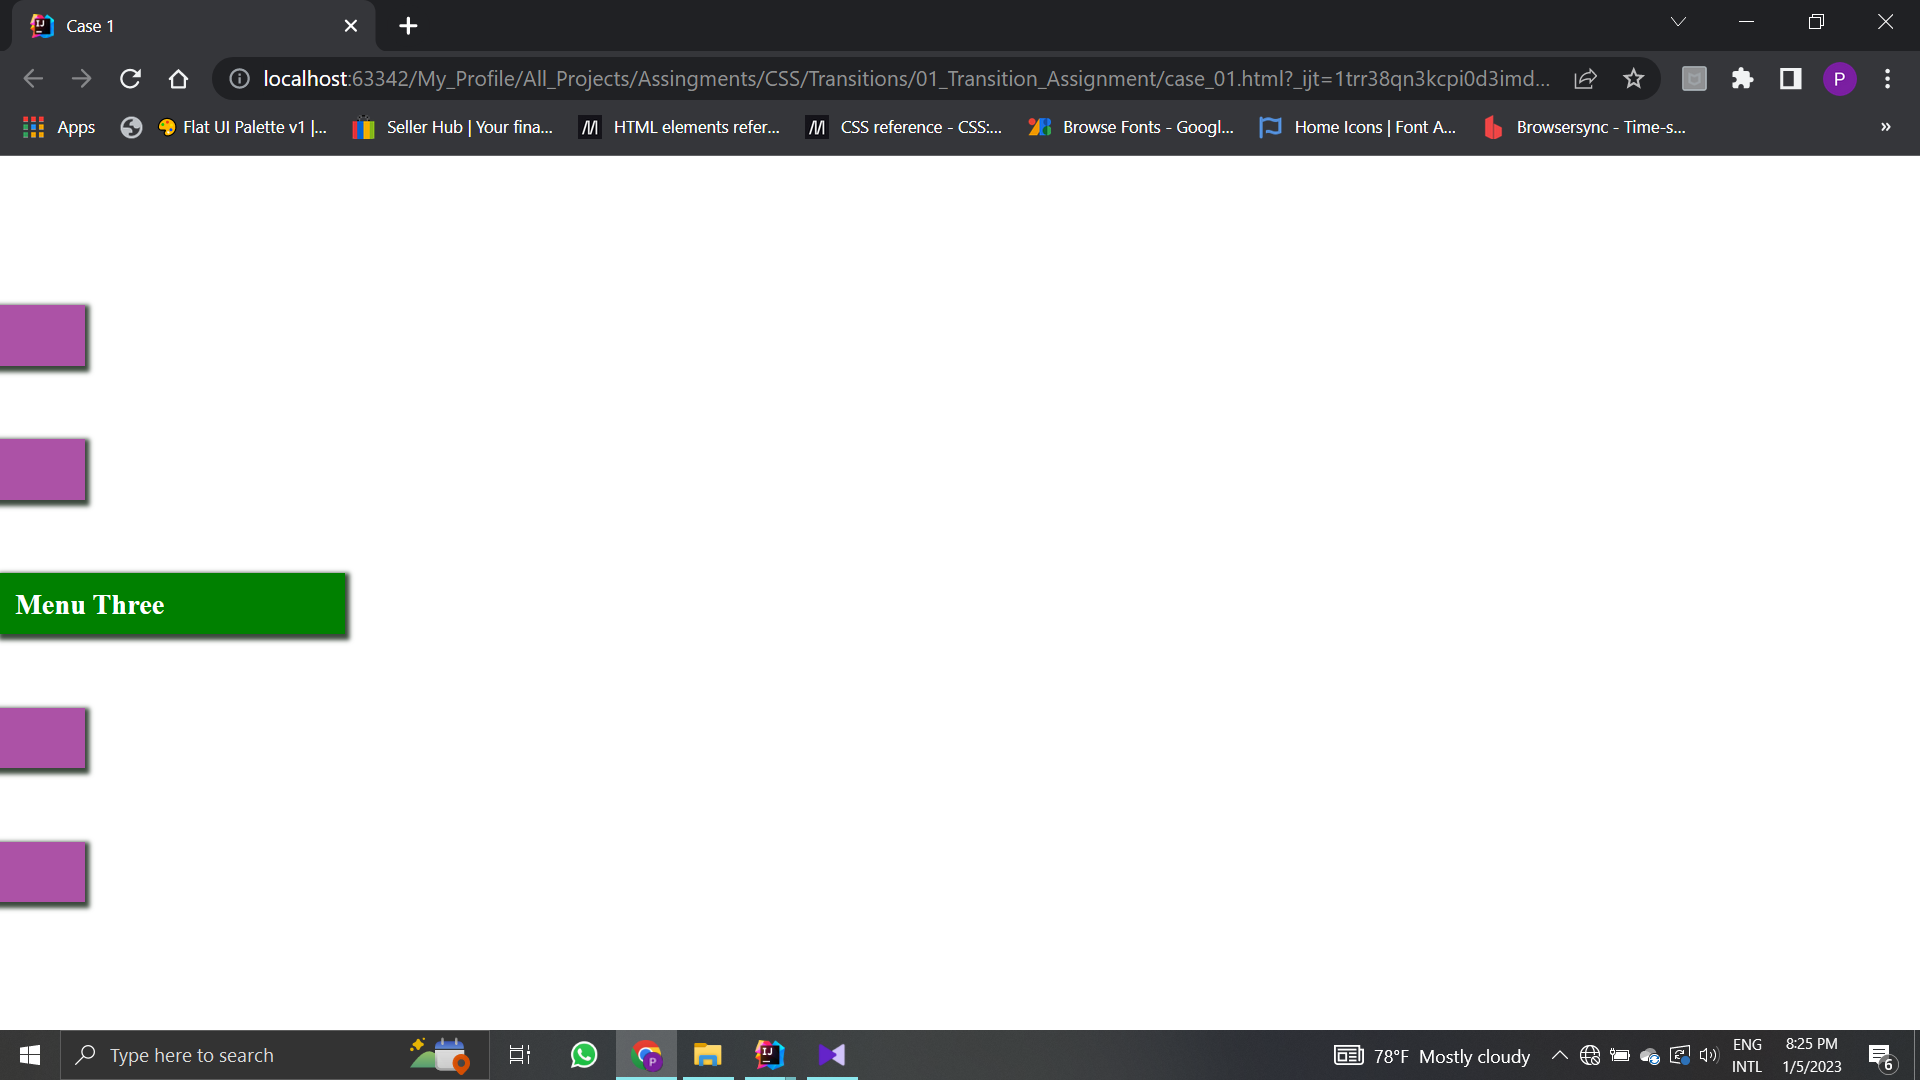 Case 1
localhost:63342/My_Profile/All_Projects/Assingments/CSS/Transitions/01_Transition_Assignment/case_01.html?_ijt=1trr38qn3kcpi0d3imd...
P
Apps
Flat UI Palette v1 |...
Seller Hub | Your fina...
HTML elements refer...
CSS reference - CSS:...
Browse Fonts - Googl...
Home Icons | Font A...
Browsersync - Time-s...
»
Menu Three
Type here to search
78°F Mostly cloudy
ENG
INTL
8:25 PM
1/5/2023
6